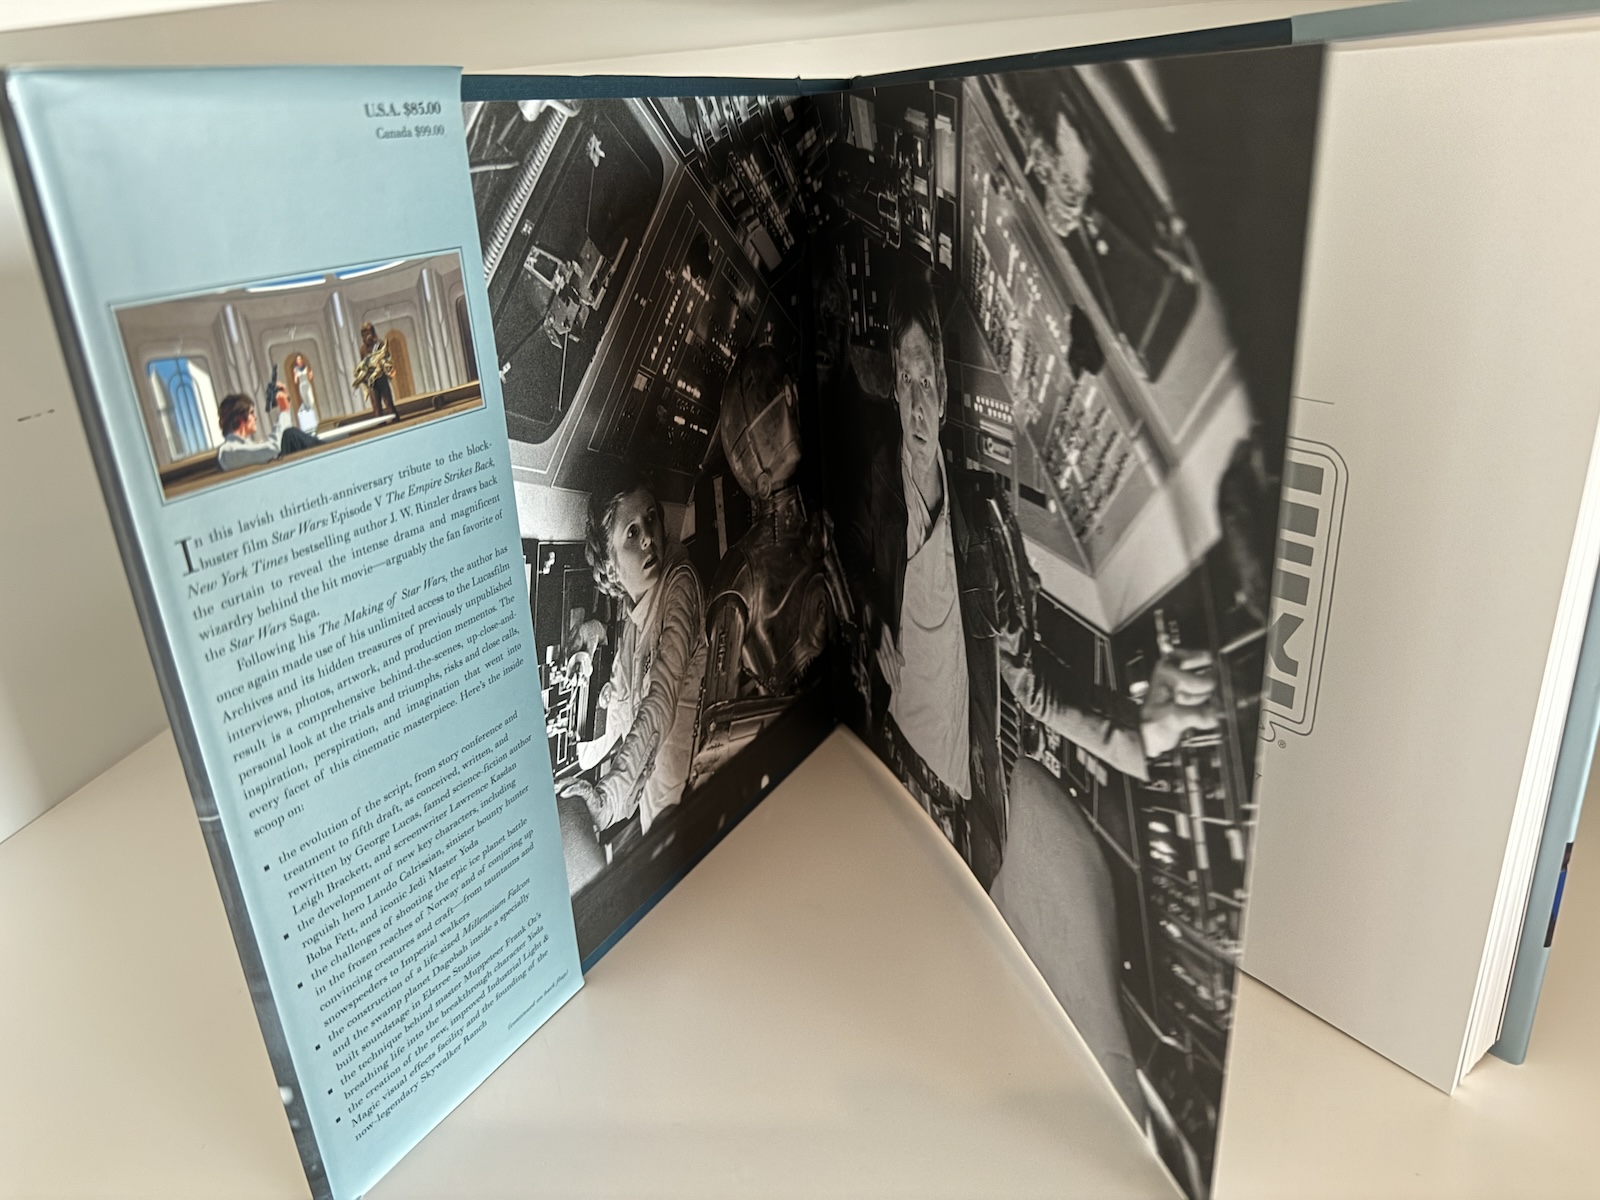 U.S.A. $85.00
Canada $99.00
In this lavish thirtieth-anniversary tribute to the block-
buster film Star Wars: Episode V The Empire Strikes Back,
New York Times bestselling author J. W. Rinzler draws back
the curtain to reveal the intense drama and magnificent
wizardry behind the hit movie—arguably the fan favorite of
the Star Wars Saga.
Following his The Making of Star Wars, the author has
once again made use of his unlimited access to the Lucasfilm
Archives and its hidden treasures of previously unpublished
interviews, photos, artwork, and production mementos. The
result is a comprehensive behind-the-scenes, up-close-and-
personal look at the trials and triumphs, risks and close calls,
inspiration, perspiration, and imagination that went into
every facet of this cinematic masterpiece. Here's the inside
scoop on:
▪ the evolution of the script, from story conference and
treatment to fifth draft, as conceived, written, and
rewritten by George Lucas, famed science-fiction author
Leigh Brackett, and screenwriter Lawrence Kasdan
▪ the development of new key characters, including
roguish hero Lando Calrissian, sinister bounty hunter
Boba Fett, and iconic Jedi Master Yoda
▪ the challenges of shooting the epic ice planet battle
in the frozen reaches of Norway and of conjuring up
convincing creatures and craft—from tauntauns and
snowspeeders to Imperial walkers
▪ the construction of a life-sized Millennium Falcon
and the swamp planet Dagobah inside a specially
built soundstage in Elstree Studios
▪ the technique behind master Muppeteer Frank Oz's
breathing life into the breakthrough character Yoda
▪ the creation of the new, improved Industrial Light &
Magic visual effects facility and the founding of the
now-legendary Skywalker Ranch
(continued on back flap)
®